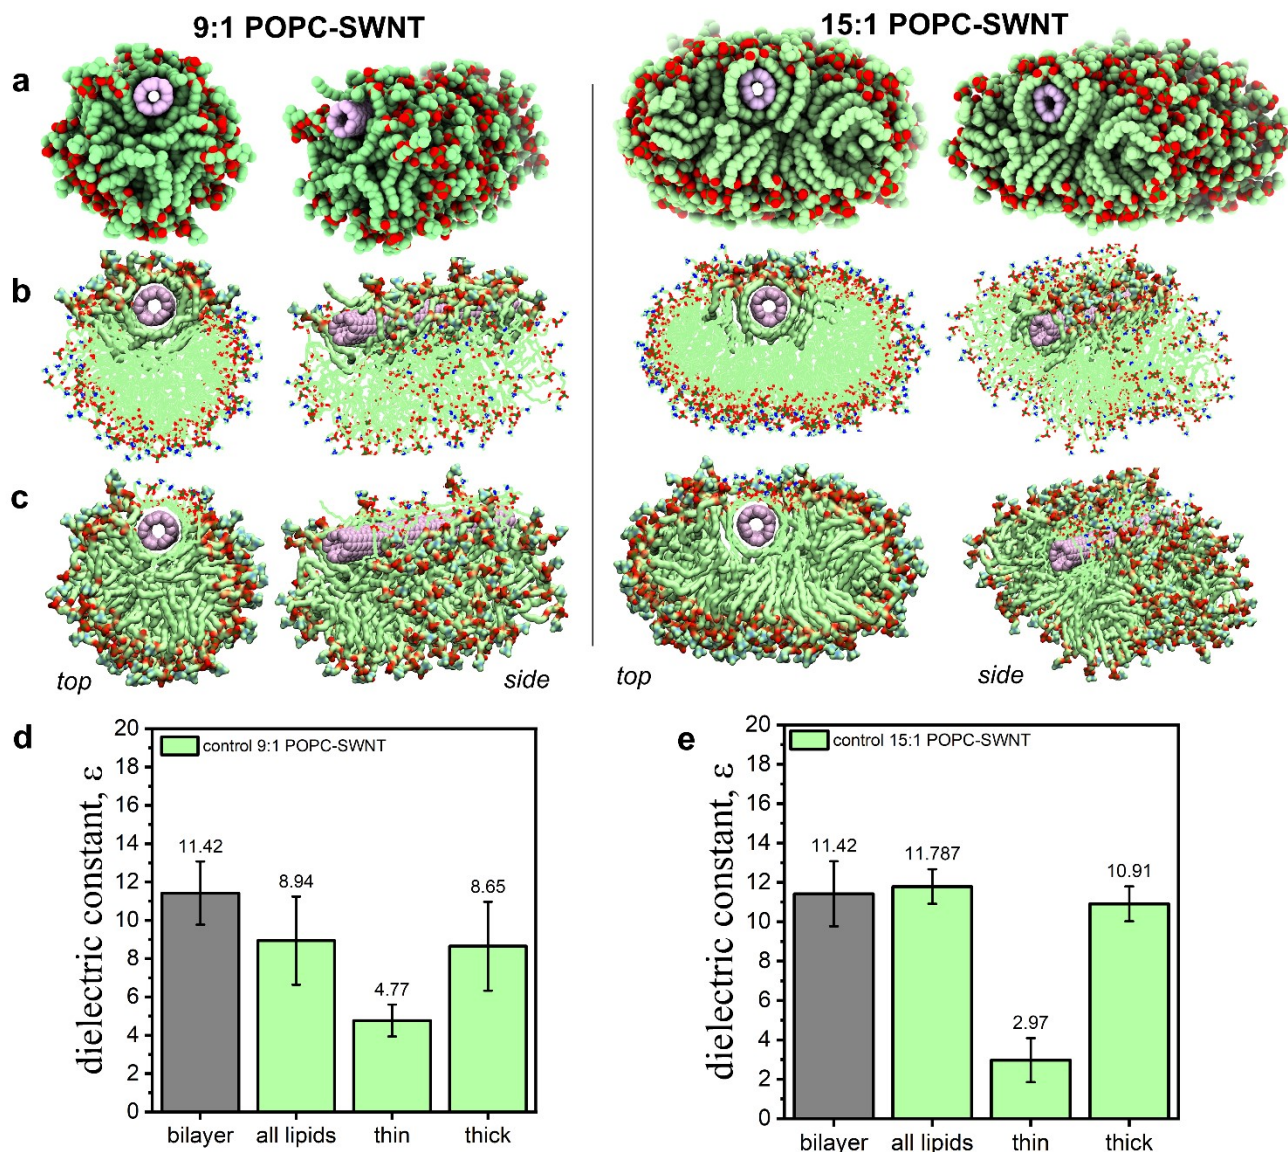 9:1 POPC-SWNT
15:1 POPC-SWNT
a
b
c
top
side
top
side
d
control 9:1 POPC-SWNT
dielectric constant, ε
20
18
16
14
12
10
8
6
4
2
0
11.42
8.94
4.77
8.65
bilayer
all lipids
thin
thick
e
control 15:1 POPC-SWNT
dielectric constant, ε
20
18
16
14
12
10
8
6
4
2
0
11.42
11.787
2.97
10.91
bilayer
all lipids
thin
thick